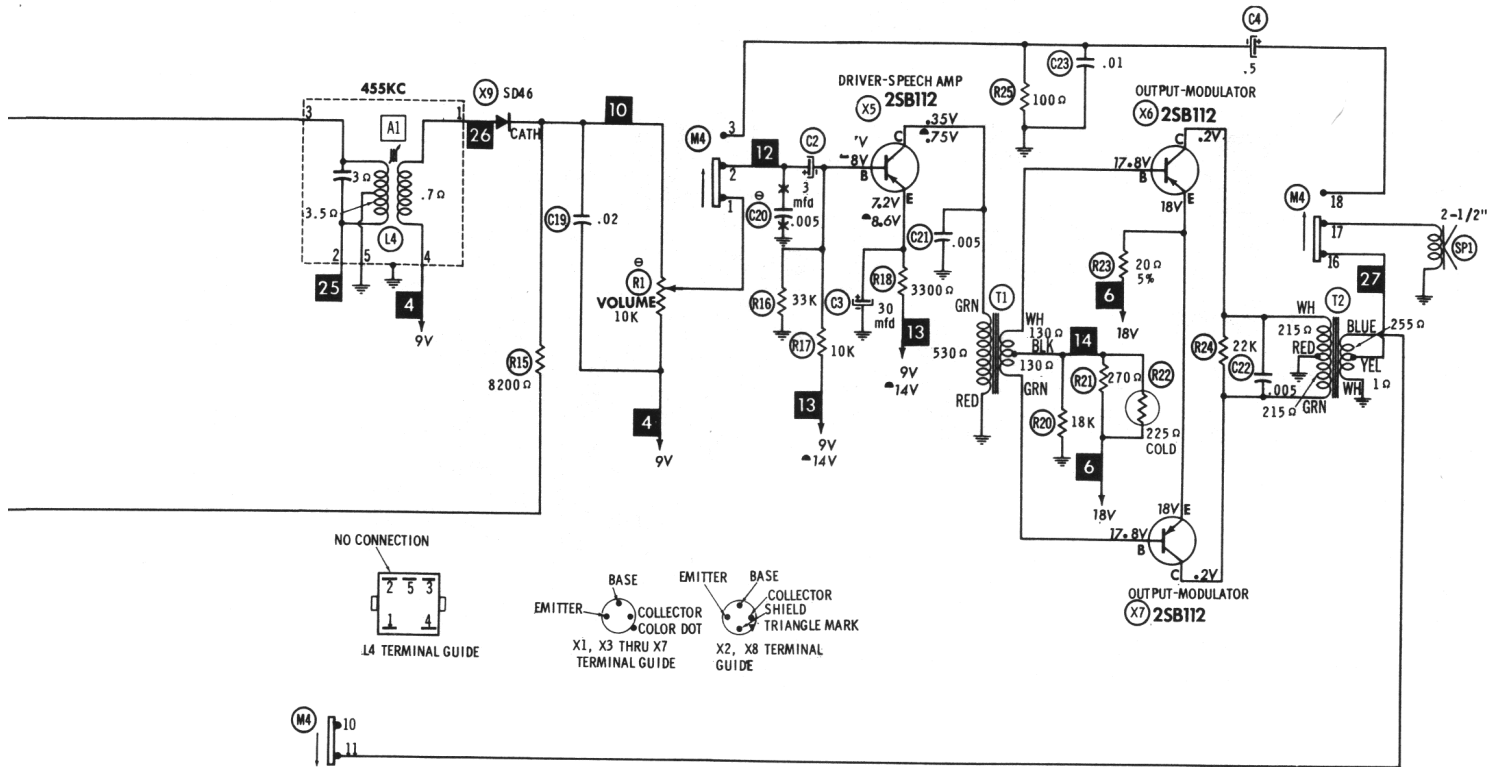 C4
.5
C23
.01
R25
100Ω
DRIVER-SPEECH AMP
X5
2SB112
OUTPUT-MODULATOR
X6
2SB112
455KC
X9 SD46
3
A1
1
26
CATH
10
3Ω
3.5Ω
.7Ω
L4
2
5
4
25
4
9V
C19
.02
R15
8200Ω
⊖
R1
VOLUME
10K
4
9V
M4
3
2
1
12
C2
3
mfd
⊖
C20
.005
R16
33K
R17
10K
13
9V
14V
8V
B
C
.35V
.75V
E
7.2V
8.6V
C21
.005
C3
30
mfd
R18
3300Ω
13
9V
14V
T1
GRN
530Ω
RED
WH
130Ω
BLK
130Ω
GRN
14
R20
18K
R21
270Ω
R22
225Ω
COLD
6
18V
17.8V
B
C
.2V
E
18V
R23
20Ω
5%
6
18V
18V E
17.8V
B
C
.2V
OUTPUT-MODULATOR
X7
2SB112
R24
22K
C22
.005
WH
215Ω
RED
215Ω
GRN
T2
BLUE
255Ω
YEL
1Ω
WH
M4
18
17
16
27
2-1/2"
SP1
NO CONNECTION
2 5 3
1 4
L4 TERMINAL GUIDE
BASE
EMITTER
COLLECTOR
COLOR DOT
X1, X3 THRU X7
TERMINAL GUIDE
EMITTER
BASE
COLLECTOR
SHIELD
TRIANGLE MARK
X2, X8 TERMINAL
GUIDE
M4
10
11